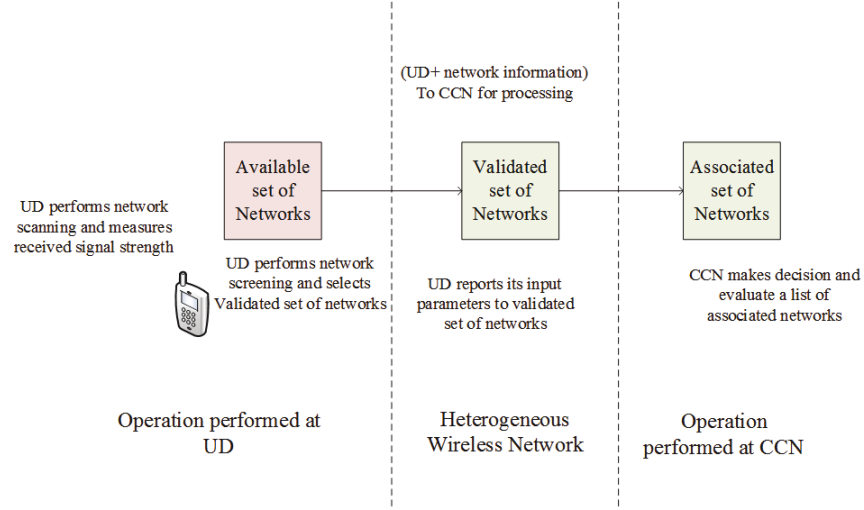 (UD+ network information)
To CCN for processing
Available
set of
Networks
Validated
set of
Networks
Associated
set of
Networks
UD performs network
scanning and measures
received signal strength
UD performs network
screening and selects
Validated set of networks
UD reports its input
parameters to validated
set of networks
CCN makes decision and
evaluate a list of
associated networks
Operation performed at
UD
Heterogeneous
Wireless Network
Operation
performed at CCN